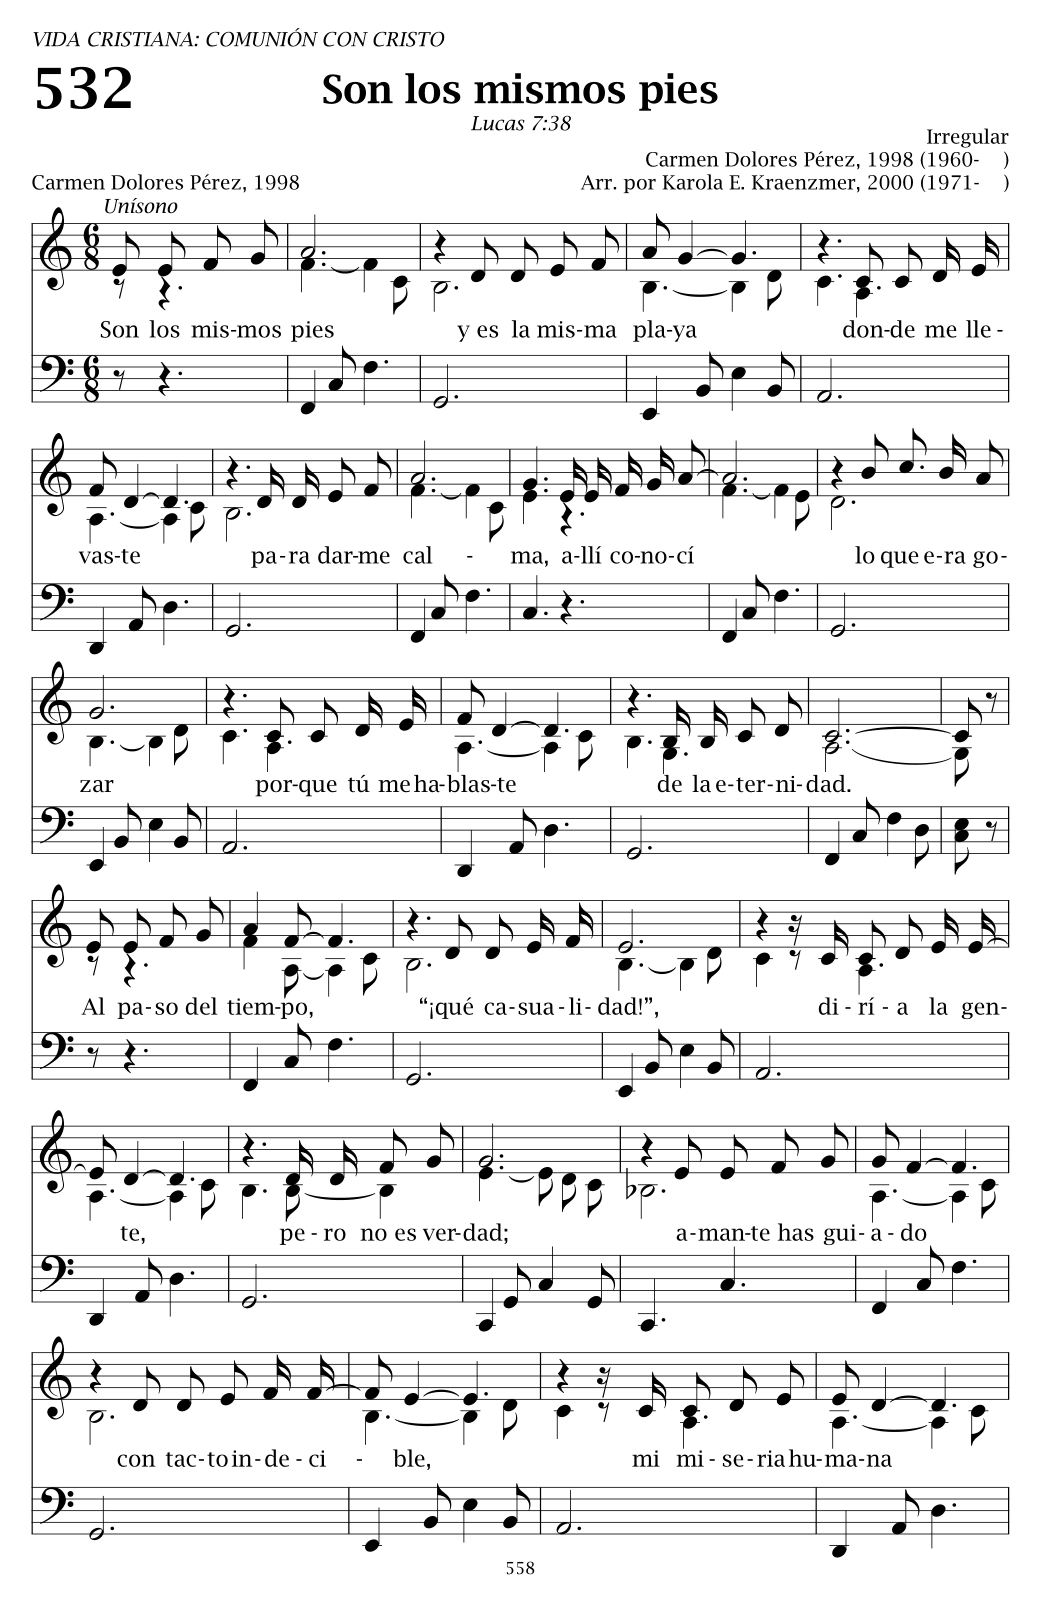 VIDA CRISTIANA: COMUNIÓN CON CRISTO
532
Son los mismos pies
Lucas 7:38
Irregular
Carmen Dolores Pérez, 1998 (1960- )
Carmen Dolores Pérez, 1998
Arr. por Karola E. Kraenzmer, 2000 (1971- )
Unísono
6 8
Son los mis-mos pies y es la mis-ma pla-ya don-de me lle-
6 8
vas-te pa-ra dar-me cal - ma, a-llí co-no-cí lo que e-ra go-
zar por-que tú me ha-blas-te de la e-ter-ni-dad.
Al pa-so del tiem-po, “¡qué ca-sua-li-dad!”, di-rí-a la gen-
te, pe-ro no es ver-dad; a-man-te has gui-a-do
con tac-to in-de-ci - ble, mi mi-se-ria hu-ma-na
558